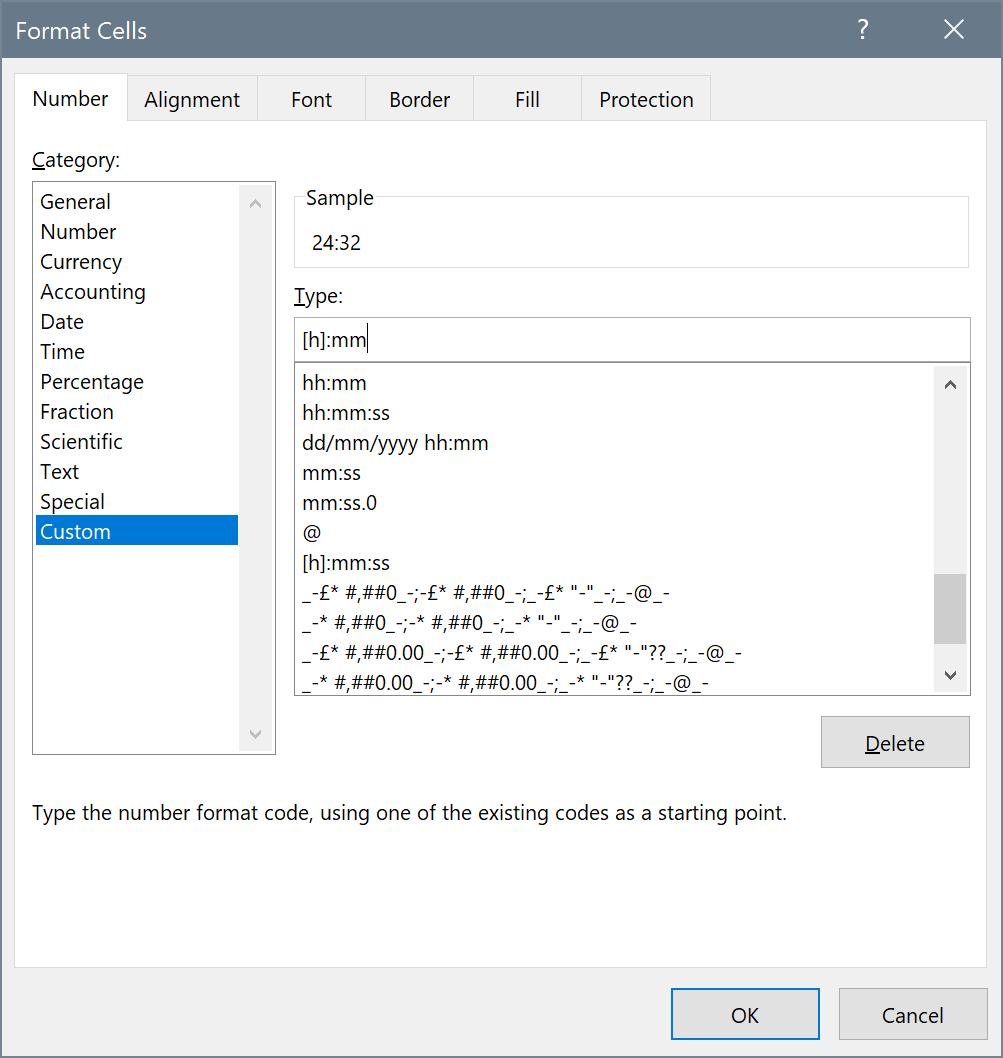 Format Cells
?
Number
Alignment
Font
Border
Fill
Protection
Category:
General
Number
Currency
Accounting
Date
Time
Percentage
Fraction
Scientific
Text
Special
Custom
Sample
24:32
Type:
[h]:mm
hh:mm
hh:mm:ss
dd/mm/yyyy hh:mm
mm:ss
mm:ss.0
@
[h]:mm:ss
_-£* #,##0_-;-£* #,##0_-;_-£* "-"_-;_-@_-
_-* #,##0_-;-* #,##0_-;_-* "-"_-;_-@_-
_-£* #,##0.00_-;-£* #,##0.00_-;_-£* "-"??_-;_-@_-
_-* #,##0.00_-;-* #,##0.00_-;_-* "-"??_-;_-@_-
Delete
Type the number format code, using one of the existing codes as a starting point.
OK
Cancel